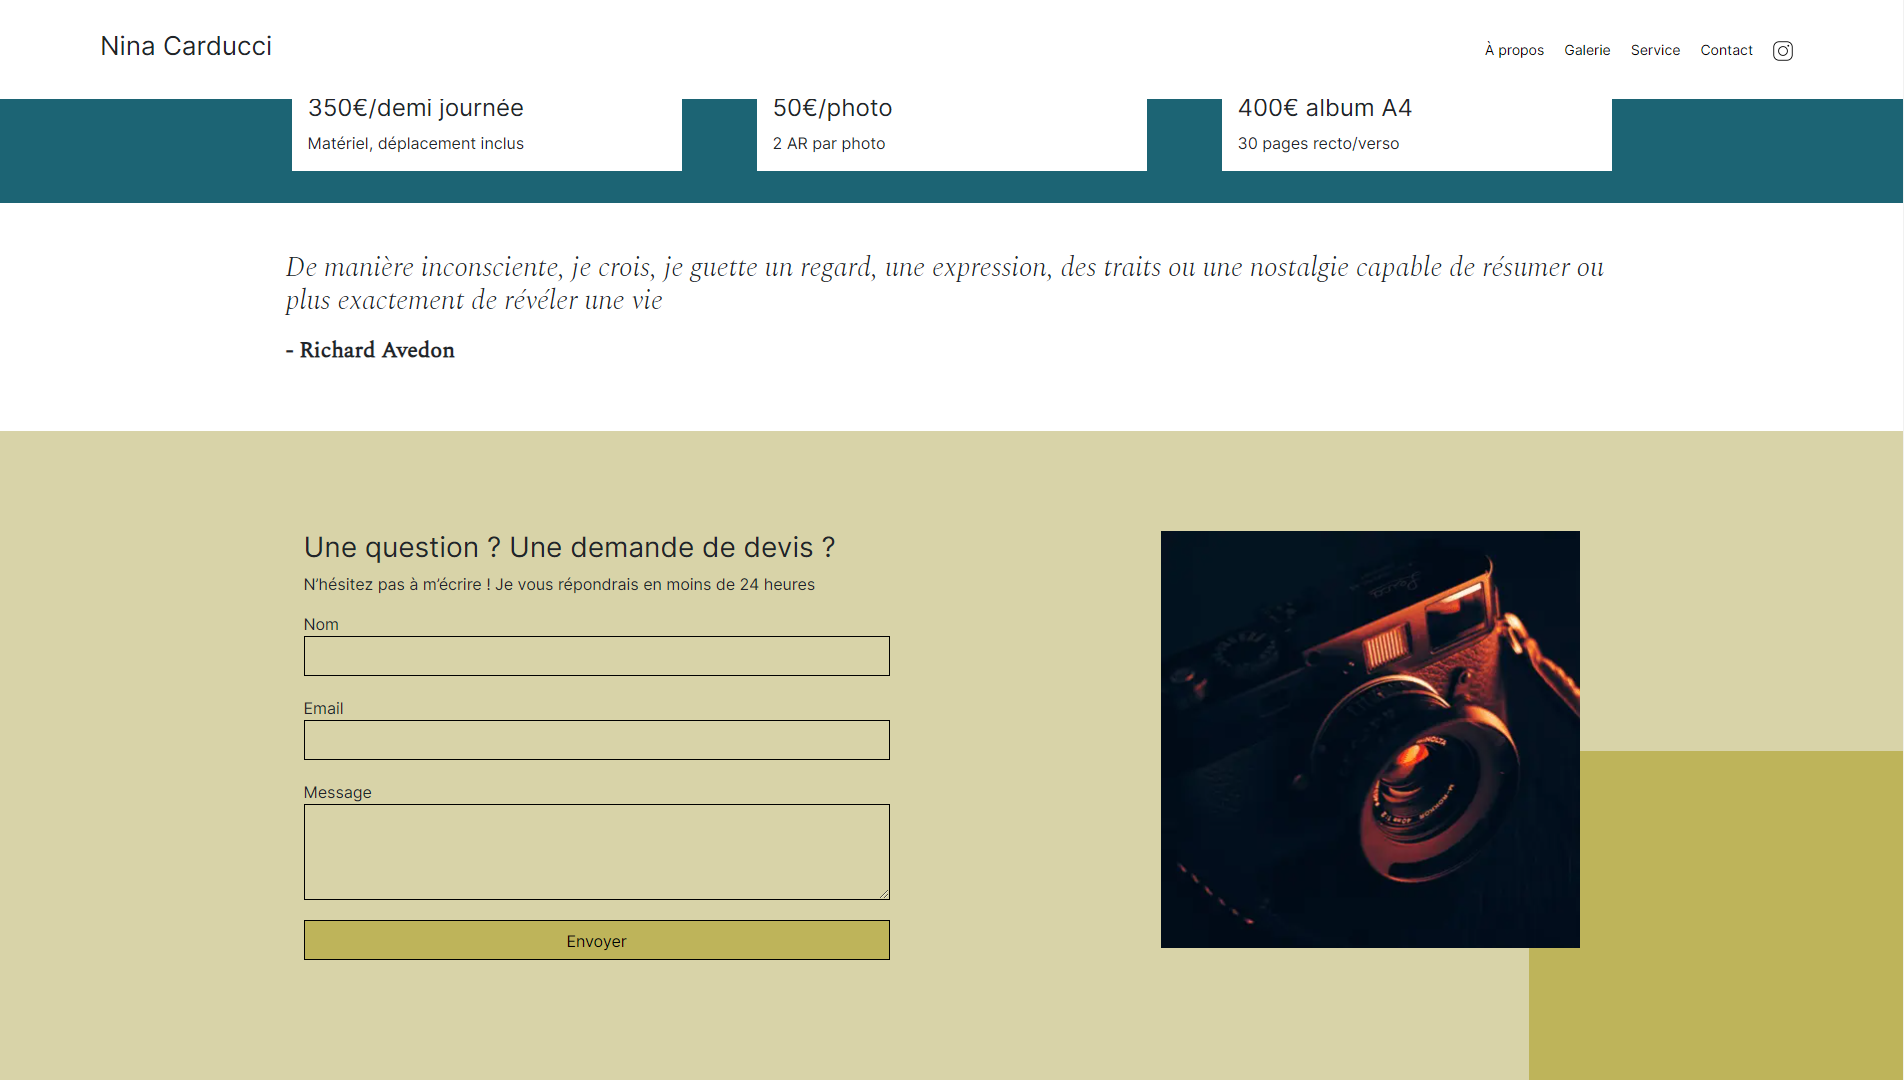 Nina Carducci
À propos Galerie Service Contact
350€/demi journée
Matériel, déplacement inclus
50€/photo
2 AR par photo
400€ album A4
30 pages recto/verso
De manière inconsciente, je crois, je guette un regard, une expression, des traits ou une nostalgie capable de résumer ou
plus exactement de révéler une vie
- Richard Avedon
Une question ? Une demande de devis ?
N’hésitez pas à m’écrire ! Je vous répondrais en moins de 24 heures
Nom
Email
Message
Envoyer
Leica
MINOLTA
M-ROKKOR